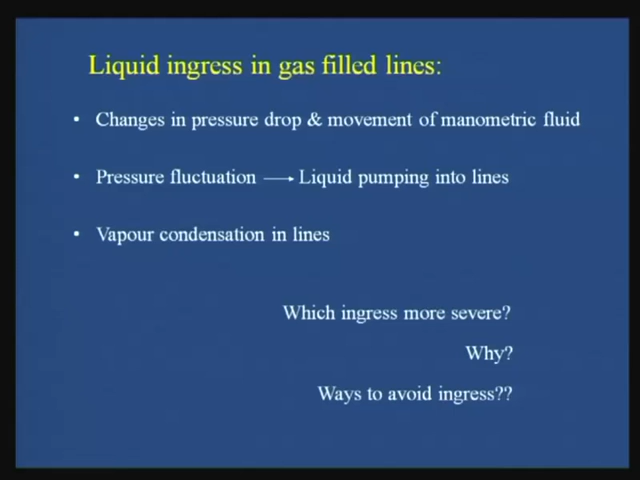 Liquid ingress in gas filled lines:
• Changes in pressure drop & movement of manometric fluid
• Pressure fluctuation → Liquid pumping into lines
• Vapour condensation in lines
Which ingress more severe?
Why?
Ways to avoid ingress??